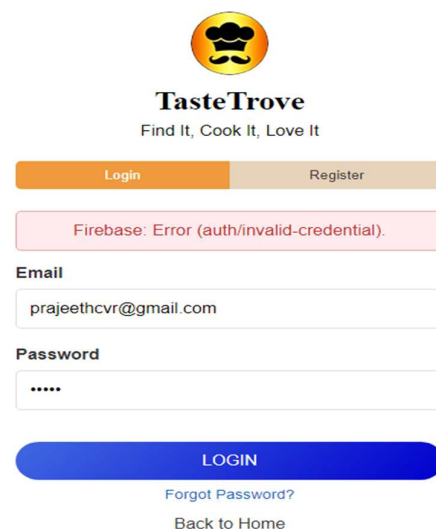 TasteTrove
Find It, Cook It, Love It
Login Register
Firebase: Error (auth/invalid-credential).
Email
prajeethcvr@gmail.com
Password
•••••
LOGIN
Forgot Password?
Back to Home